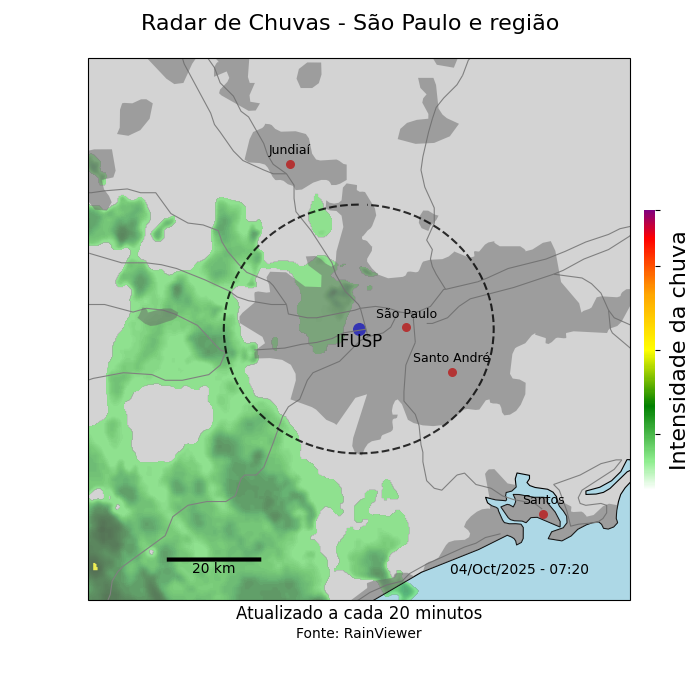 Radar de Chuvas - São Paulo e região
Jundiaí
São Paulo
IFUSP
Santo André
Santos
20 km
04/Oct/2025 - 07:20
Intensidade da chuva
Atualizado a cada 20 minutos
Fonte: RainViewer